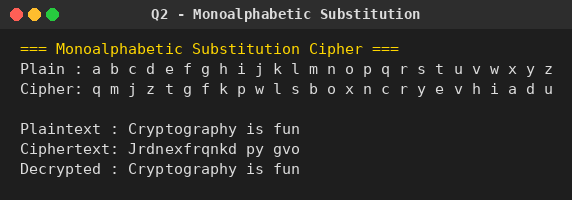 Q2 - Monoalphabetic Substitution
=== Monoalphabetic Substitution Cipher ===
Plain : a b c d e f g h i j k l m n o p q r s t u v w x y z
Cipher: q m j z t g f k p w l s b o x n c r y e v h i a d u
Plaintext : Cryptography is fun
Ciphertext: Jrdnexfrqnkd py gvo
Decrypted : Cryptography is fun